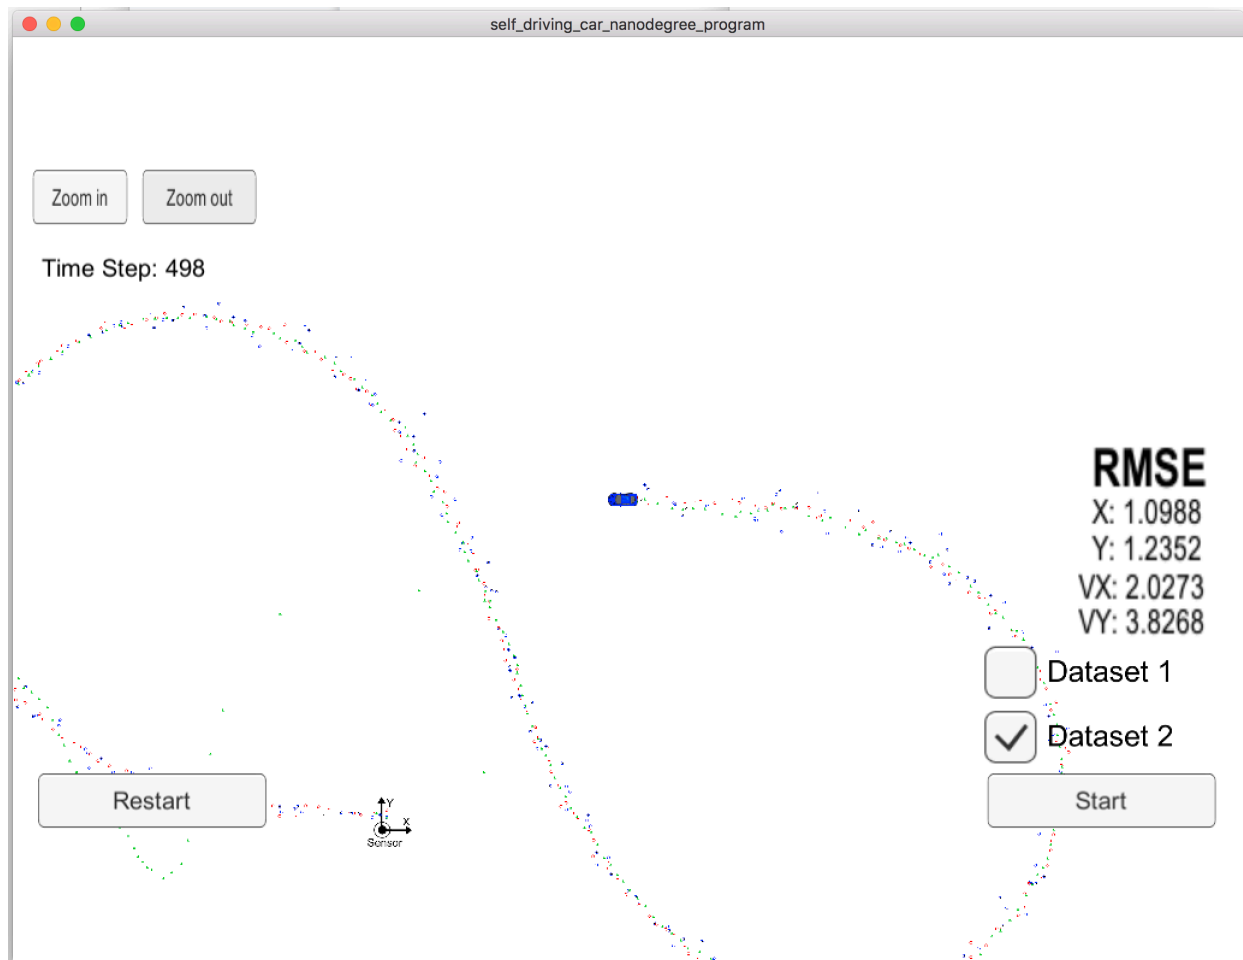 self_driving_car_nanodegree_program
Zoom in
Zoom out
Time Step: 498
RMSE
X: 1.0988
Y: 1.2352
VX: 2.0273
VY: 3.8268
Dataset 1
Dataset 2
Restart
Start
Y
X
Sensor